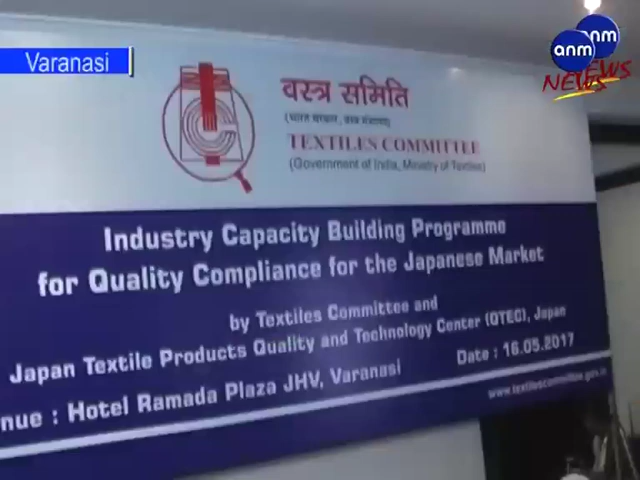 Varanasi
anm
nm
NEWS
NEWS
वस्त्र समिति
(भारत सरकार, वस्त्र मंत्रालय)
TEXTILES COMMITTEE
(Government of India, Ministry of Textiles)
Industry Capacity Building Programme
for Quality Compliance for the Japanese Market
by Textiles Committee and
Japan Textile Products Quality and Technology Center (QTEC), Japan
nue : Hotel Ramada Plaza JHV, Varanasi
Date : 16.05.2017
www.textilescommittee.gov.in